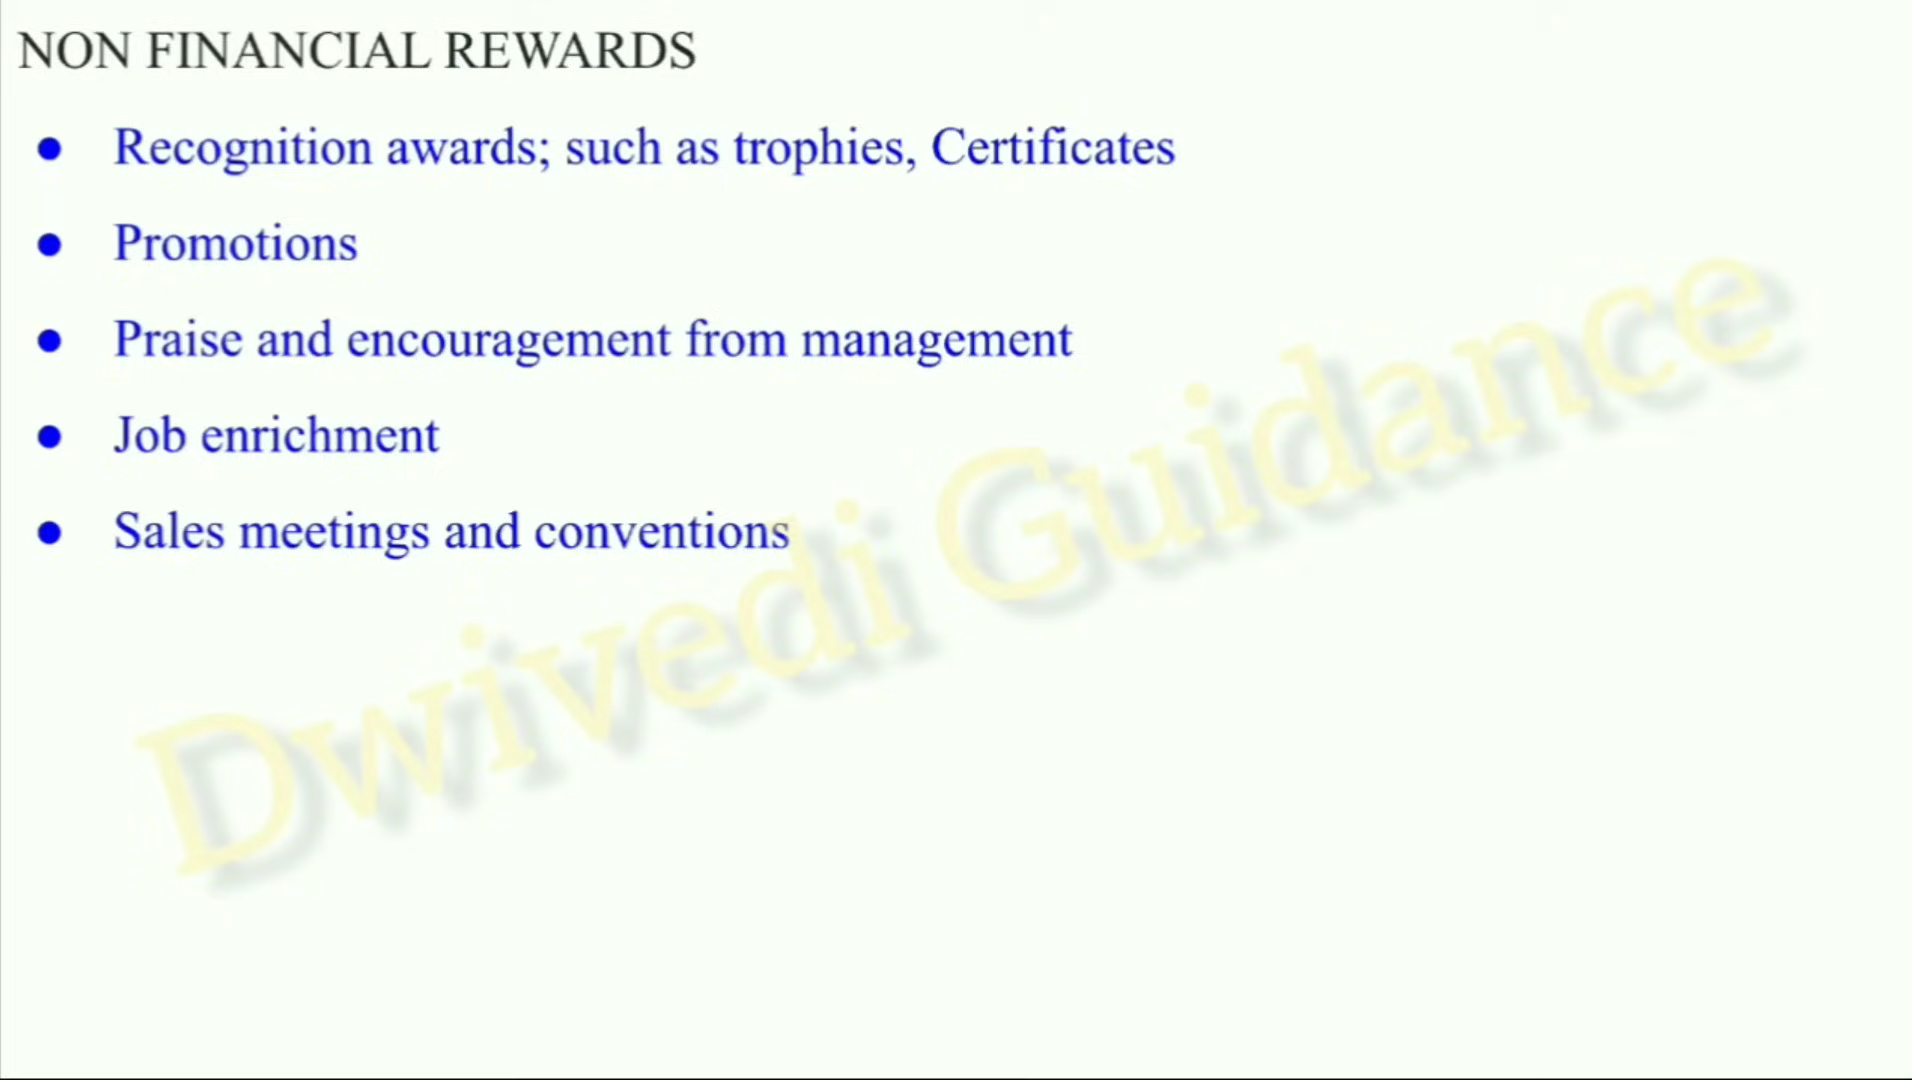 NON FINANCIAL REWARDS
● Recognition awards; such as trophies, Certificates
● Promotions
● Praise and encouragement from management
● Job enrichment
● Sales meetings and conventions
Dwivedi Guidance